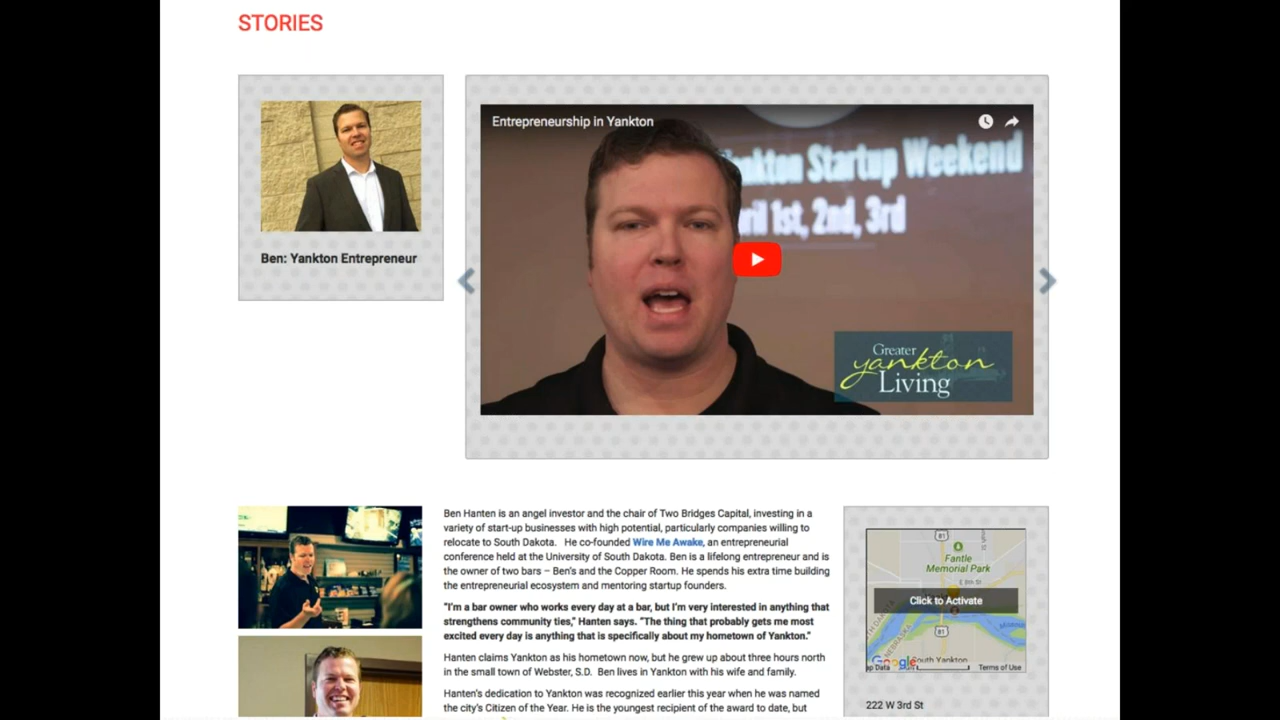 STORIES
Ben: Yankton Entrepreneur
Entrepreneurship in Yankton
Startup Weekend
1st, 2nd, 3rd
Greater
yankton
Living
Ben Hanten is an angel investor and the chair of Two Bridges Capital, investing in a
variety of start-up businesses with high potential, particularly companies willing to
relocate to South Dakota. He co-founded Wire Me Awake, an entrepreneurial
conference held at the University of South Dakota. Ben is a lifelong entrepreneur and is
the owner of two bars – Ben's and the Copper Room. He spends his extra time building
the entrepreneurial ecosystem and mentoring startup founders.
"I'm a bar owner who works every day at a bar, but I'm very interested in anything that
strengthens community ties," Hanten says. "The thing that probably gets me most
excited every day is anything that is specifically about my hometown of Yankton."
Hanten claims Yankton as his hometown now, but he grew up about three hours north
in the small town of Webster, S.D. Ben lives in Yankton with his wife and family.
Hanten's dedication to Yankton was recognized earlier this year when he was named
the city's Citizen of the Year. He is the youngest recipient of the award to date, but
81
Fantle
Memorial Park
E 8th St
Click to Activate
81
NEBRASKA
Google
South Yankton
ap Data
Terms of Use
222 W 3rd St